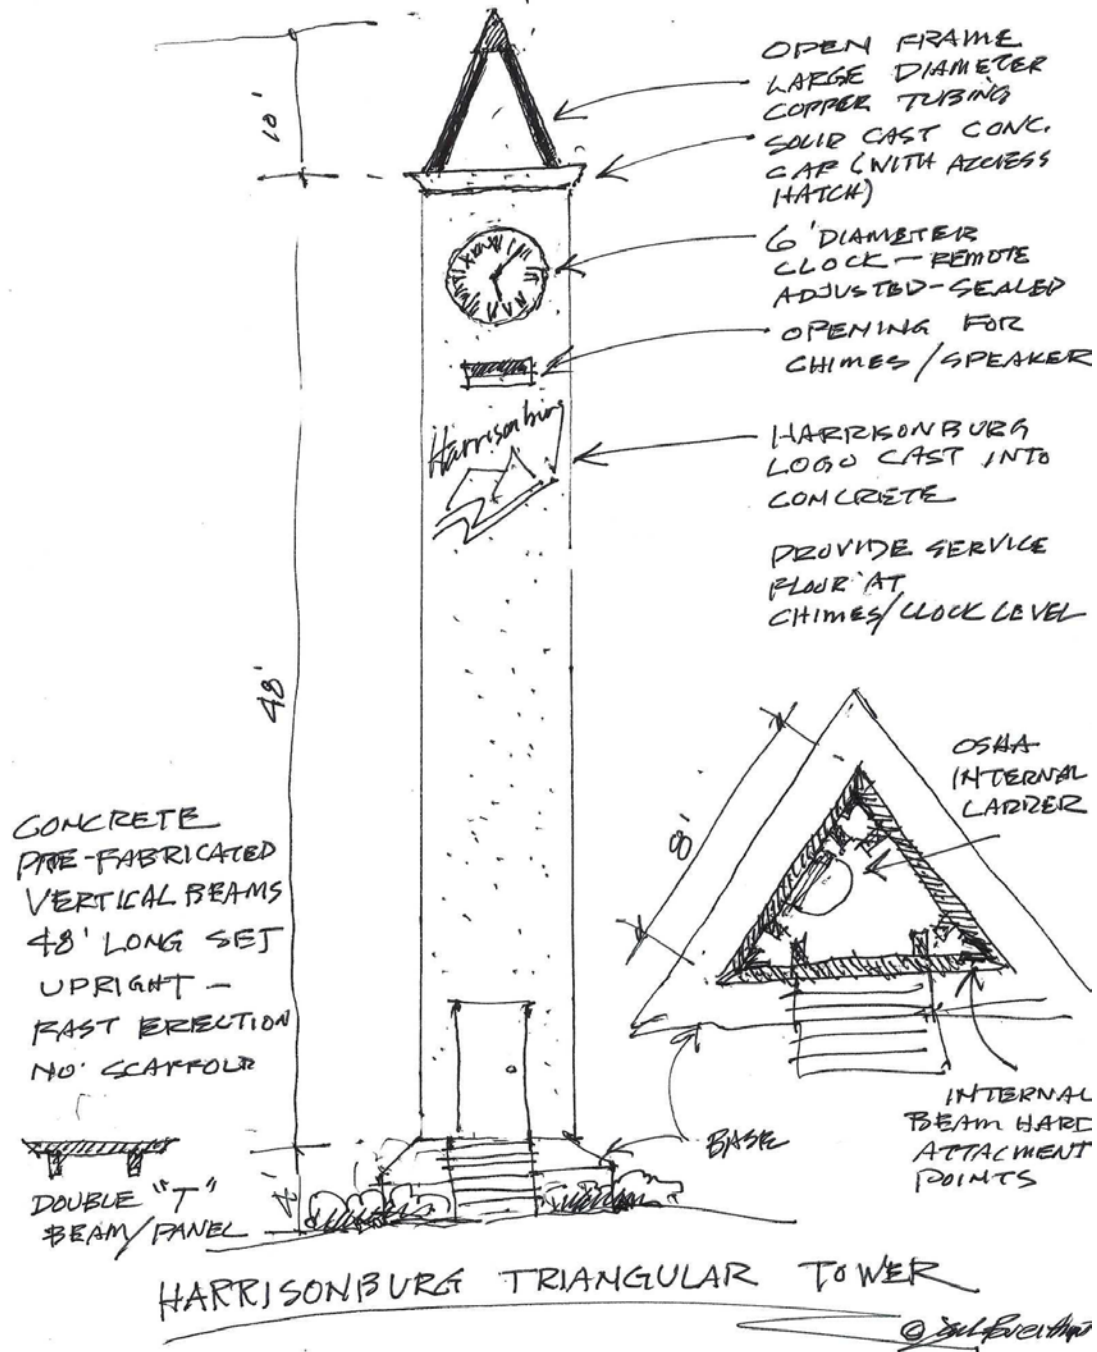 10'
OPEN FRAME
LARGE DIAMETER
COPPER TUBING
SOLID CAST CONC.
CAP (WITH ACCESS
HATCH)
6' DIAMETER
CLOCK - REMOTE
ADJUSTED-SEALED
OPENING FOR
CHIMES/SPEAKER
Harrisonburg
HARRISONBURG
LOGO CAST INTO
CONCRETE
PROVIDE SERVICE
FLOOR AT
CHIMES/CLOCK LEVEL
48'
OSHA
INTERNAL
LADDER
8'
CONCRETE
PRE-FABRICATED
VERTICAL BEAMS
48' LONG SET
UPRIGHT -
FAST ERECTION
NO SCAFFOLD
INTERNAL
BEAM HARD
ATTACMENT
POINTS
BASE
4'
DOUBLE "T"
BEAM/PANEL
HARRISONBURG TRIANGULAR TOWER
©